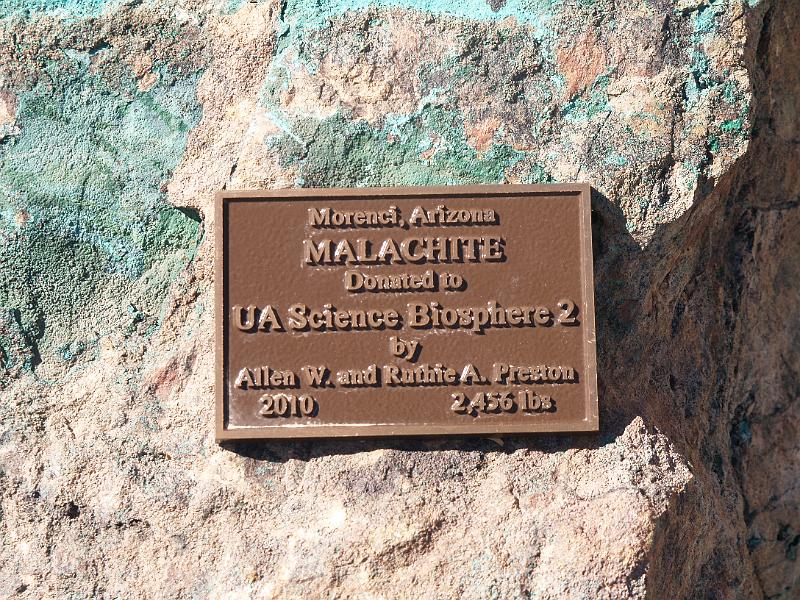 Morenci, Arizona
MALACHITE
Donated to
UA Science Biosphere 2
by
Allen W. and Ruthie A. Preston
2010 2,456 lbs